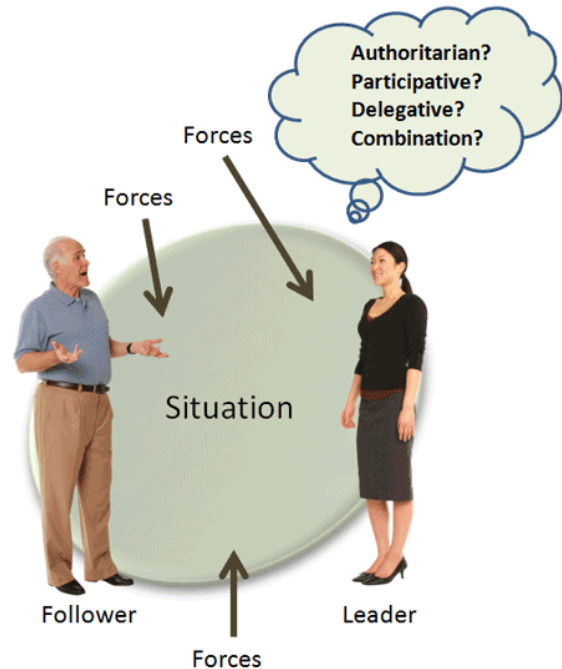 Authoritarian?
Participative?
Delegative?
Combination?
Forces
Forces
Situation
Follower
Leader
Forces